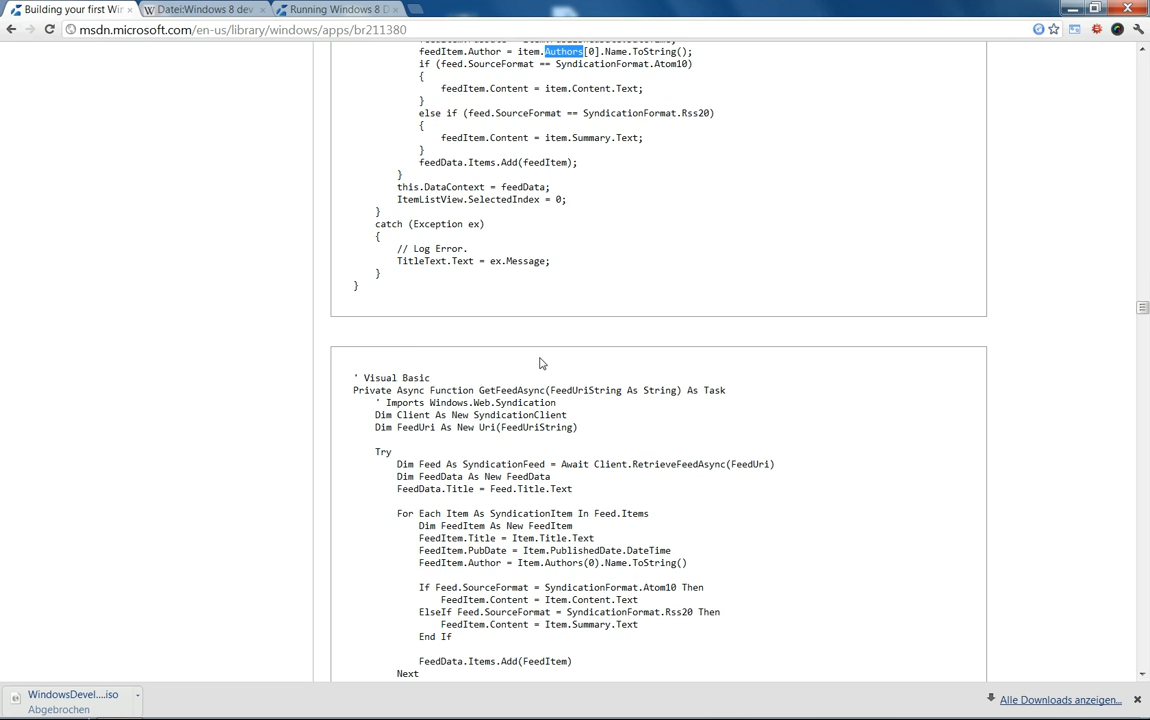 Building your first Win
Datei:Windows 8 dev
Running Windows 8 D
msdn.microsoft.com/en-us/library/windows/apps/br211380
feedItem.Author = item.Authors[0].Name.ToString();
if (feed.SourceFormat == SyndicationFormat.Atom10)
{
feedItem.Content = item.Content.Text;
}
else if (feed.SourceFormat == SyndicationFormat.Rss20)
{
feedItem.Content = item.Summary.Text;
}
feedData.Items.Add(feedItem);
}
this.DataContext = feedData;
ItemListView.SelectedIndex = 0;
}
catch (Exception ex)
{
// Log Error.
TitleText.Text = ex.Message;
}
}
' Visual Basic
Private Async Function GetFeedAsync(FeedUriString As String) As Task
' Imports Windows.Web.Syndication
Dim Client As New SyndicationClient
Dim FeedUri As New Uri(FeedUriString)
Try
Dim Feed As SyndicationFeed = Await Client.RetrieveFeedAsync(FeedUri)
Dim FeedData As New FeedData
FeedData.Title = Feed.Title.Text
For Each Item As SyndicationItem In Feed.Items
Dim FeedItem As New FeedItem
FeedItem.Title = Item.Title.Text
FeedItem.PubDate = Item.PublishedDate.DateTime
FeedItem.Author = Item.Authors(0).Name.ToString()
If Feed.SourceFormat = SyndicationFormat.Atom10 Then
FeedItem.Content = Item.Content.Text
ElseIf Feed.SourceFormat = SyndicationFormat.Rss20 Then
FeedItem.Content = Item.Summary.Text
End If
FeedData.Items.Add(FeedItem)
Next
WindowsDevel....iso
Abgebrochen
Alle Downloads anzeigen...